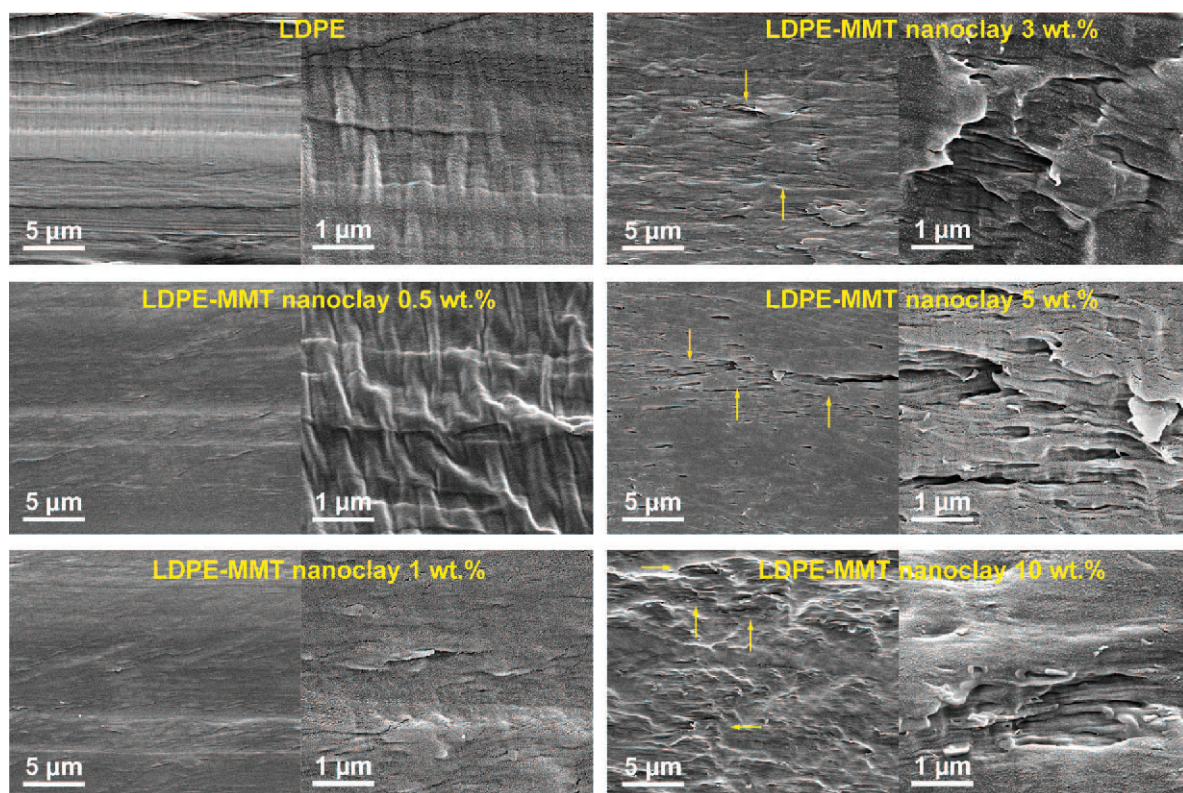 LDPE
5 µm
1 µm
LDPE-MMT nanoclay 3 wt.%
5 µm
1 µm
LDPE-MMT nanoclay 0.5 wt.%
5 µm
1 µm
LDPE-MMT nanoclay 5 wt.%
5 µm
1 µm
LDPE-MMT nanoclay 1 wt.%
5 µm
1 µm
LDPE-MMT nanoclay 10 wt.%
5 µm
1 µm